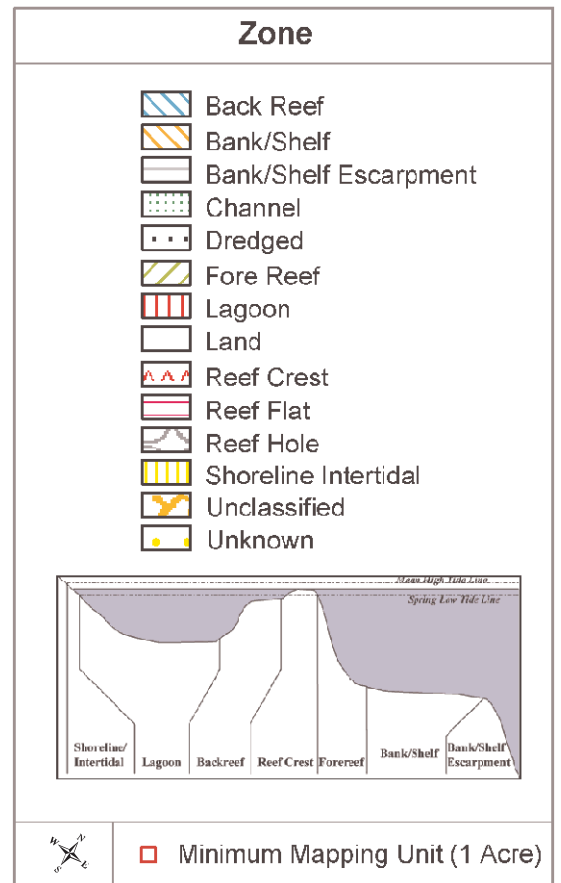 Zone
Back Reef
Bank/Shelf
Bank/Shelf Escarpment
Channel
Dredged
Fore Reef
Lagoon
Land
Reef Crest
Reef Flat
Reef Hole
Shoreline Intertidal
Unclassified
Unknown
Mean High Tide Line
Spring Low Tide Line
Shoreline/
Intertidal
Lagoon
Backreef
Reef Crest
Forereef
Bank/Shelf
Bank/Shelf
Escarpment
W N
S E
Minimum Mapping Unit (1 Acre)